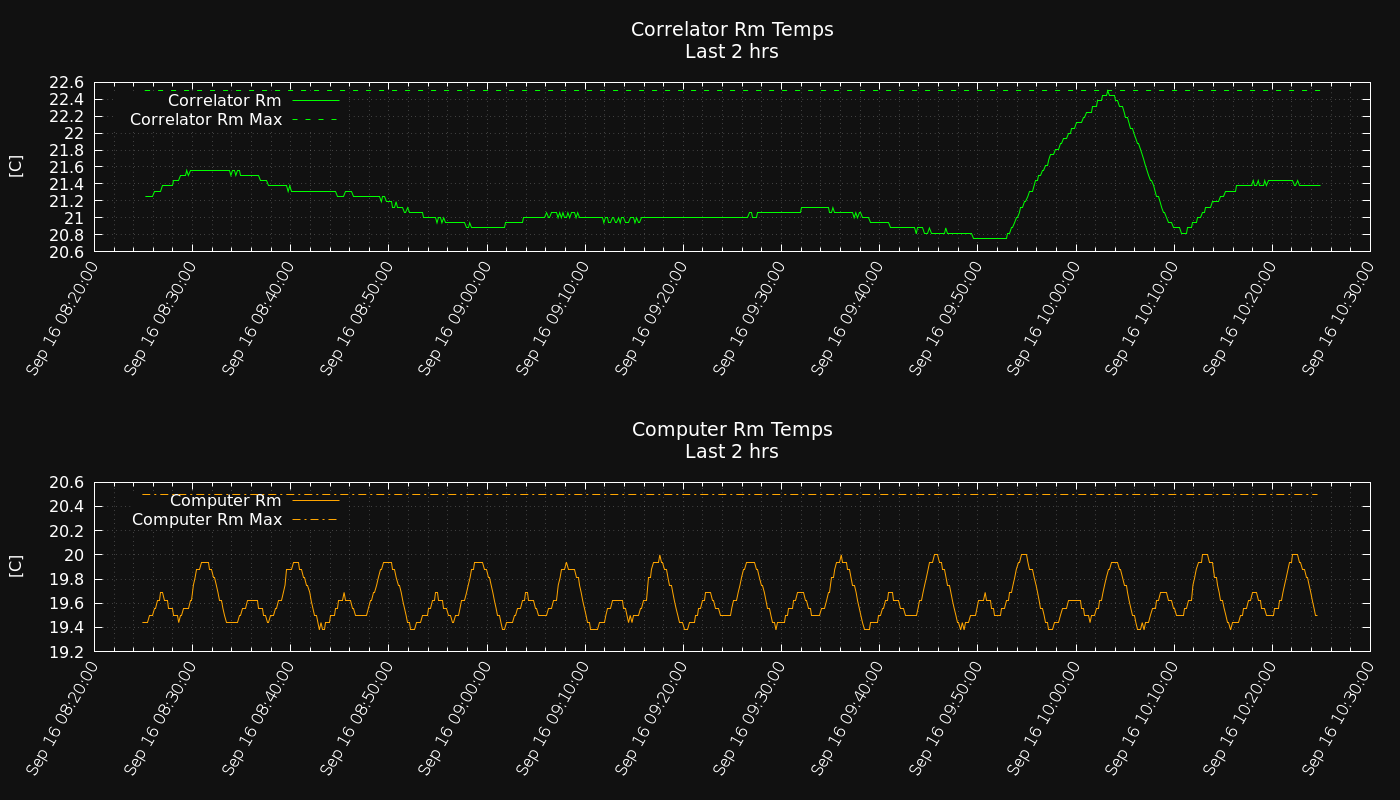 Correlator Rm Temps
Last 2 hrs
22.6
22.4
22.2
22
21.8
21.6
21.4
21.2
21
20.8
20.6
[C]
Correlator Rm
Correlator Rm Max
Sep 16 08:20:00
Sep 16 08:30:00
Sep 16 08:40:00
Sep 16 08:50:00
Sep 16 09:00:00
Sep 16 09:10:00
Sep 16 09:20:00
Sep 16 09:30:00
Sep 16 09:40:00
Sep 16 09:50:00
Sep 16 10:00:00
Sep 16 10:10:00
Sep 16 10:20:00
Sep 16 10:30:00
Computer Rm Temps
Last 2 hrs
20.6
20.4
20.2
20
19.8
19.6
19.4
19.2
[C]
Computer Rm
Computer Rm Max
Sep 16 08:20:00
Sep 16 08:30:00
Sep 16 08:40:00
Sep 16 08:50:00
Sep 16 09:00:00
Sep 16 09:10:00
Sep 16 09:20:00
Sep 16 09:30:00
Sep 16 09:40:00
Sep 16 09:50:00
Sep 16 10:00:00
Sep 16 10:10:00
Sep 16 10:20:00
Sep 16 10:30:00